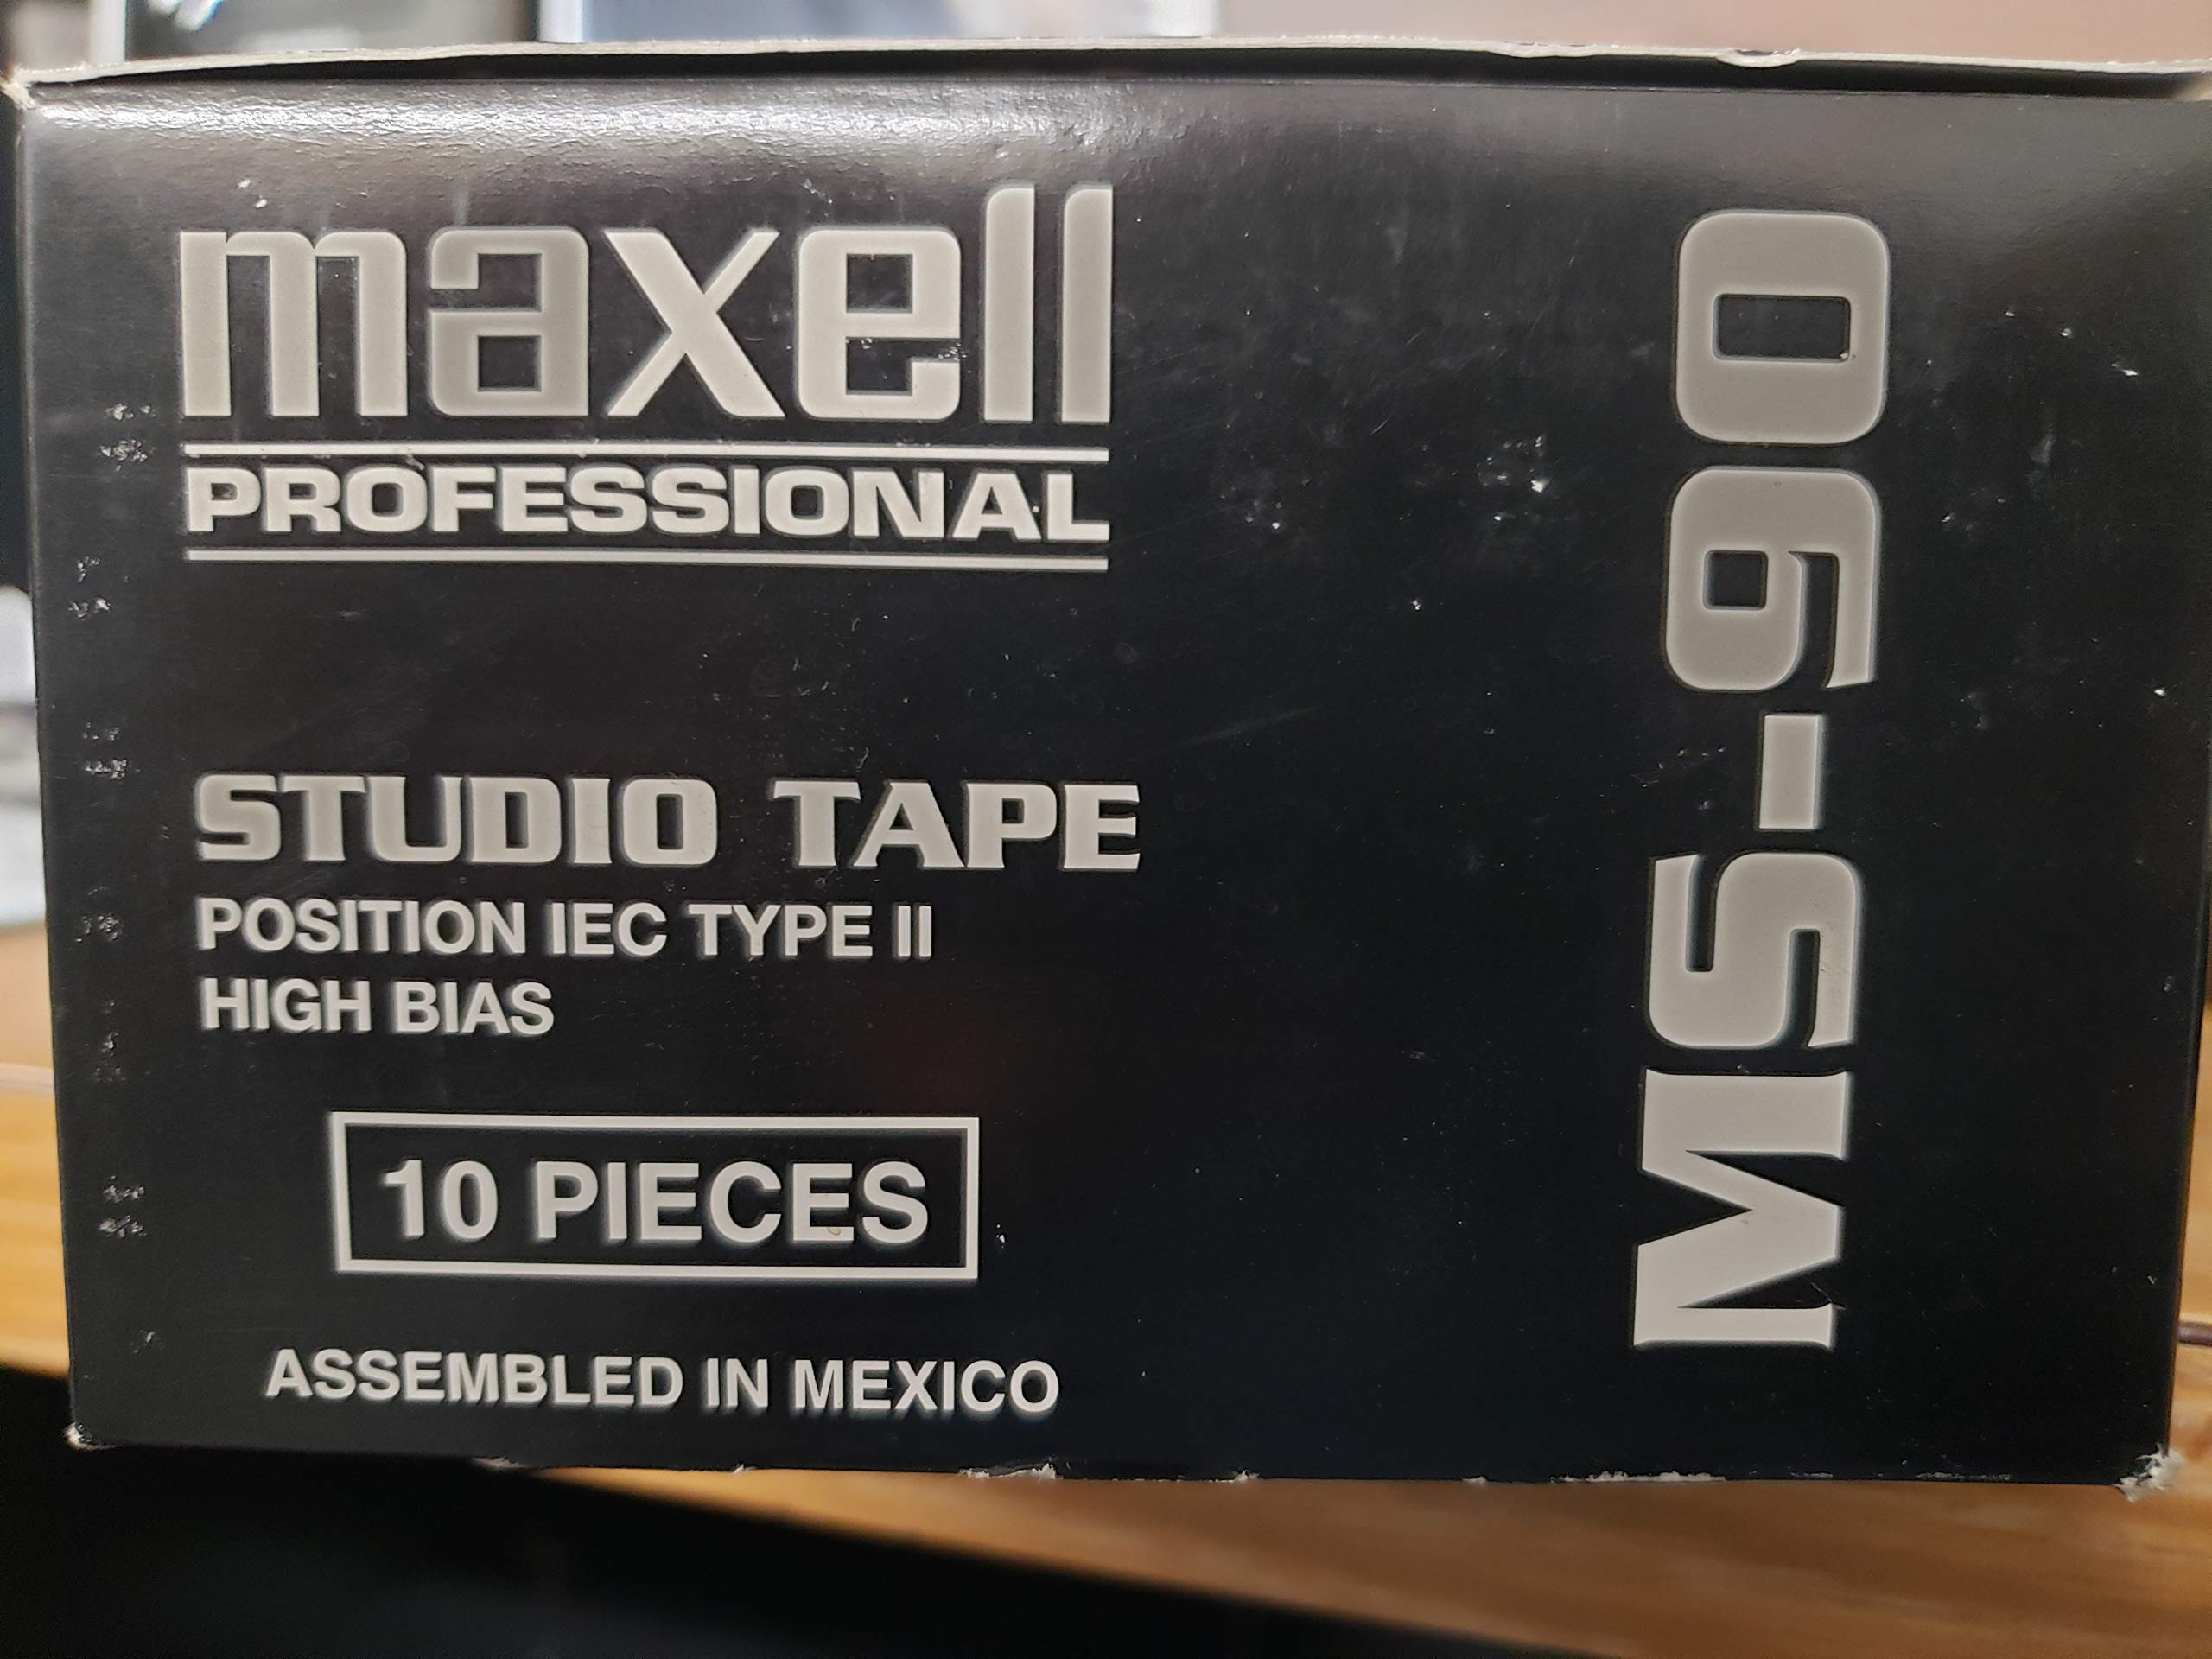 maxell
PROFESSIONAL
STUDIO TAPE
POSITION IEC TYPE II
HIGH BIAS
10 PIECES
ASSEMBLED IN MEXICO
MS-90